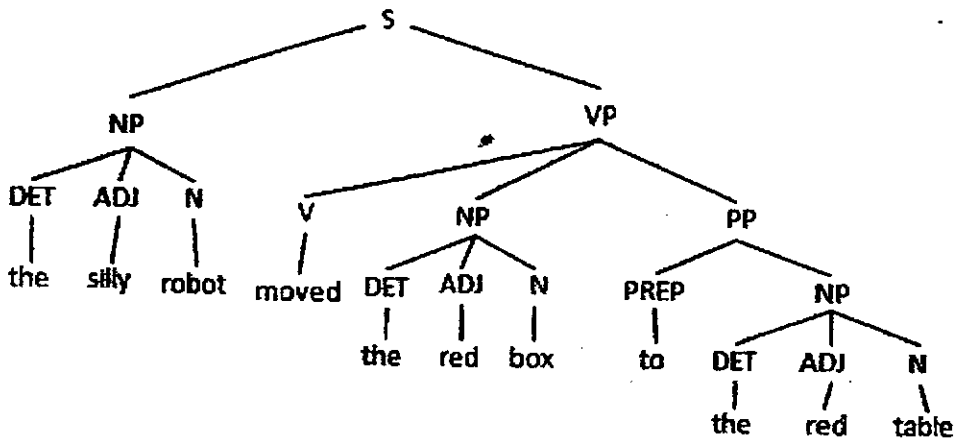 S
NP VP
DET ADJ N V NP PP
the silly robot moved DET ADJ N PREP NP
the red box to DET ADJ N
the red table